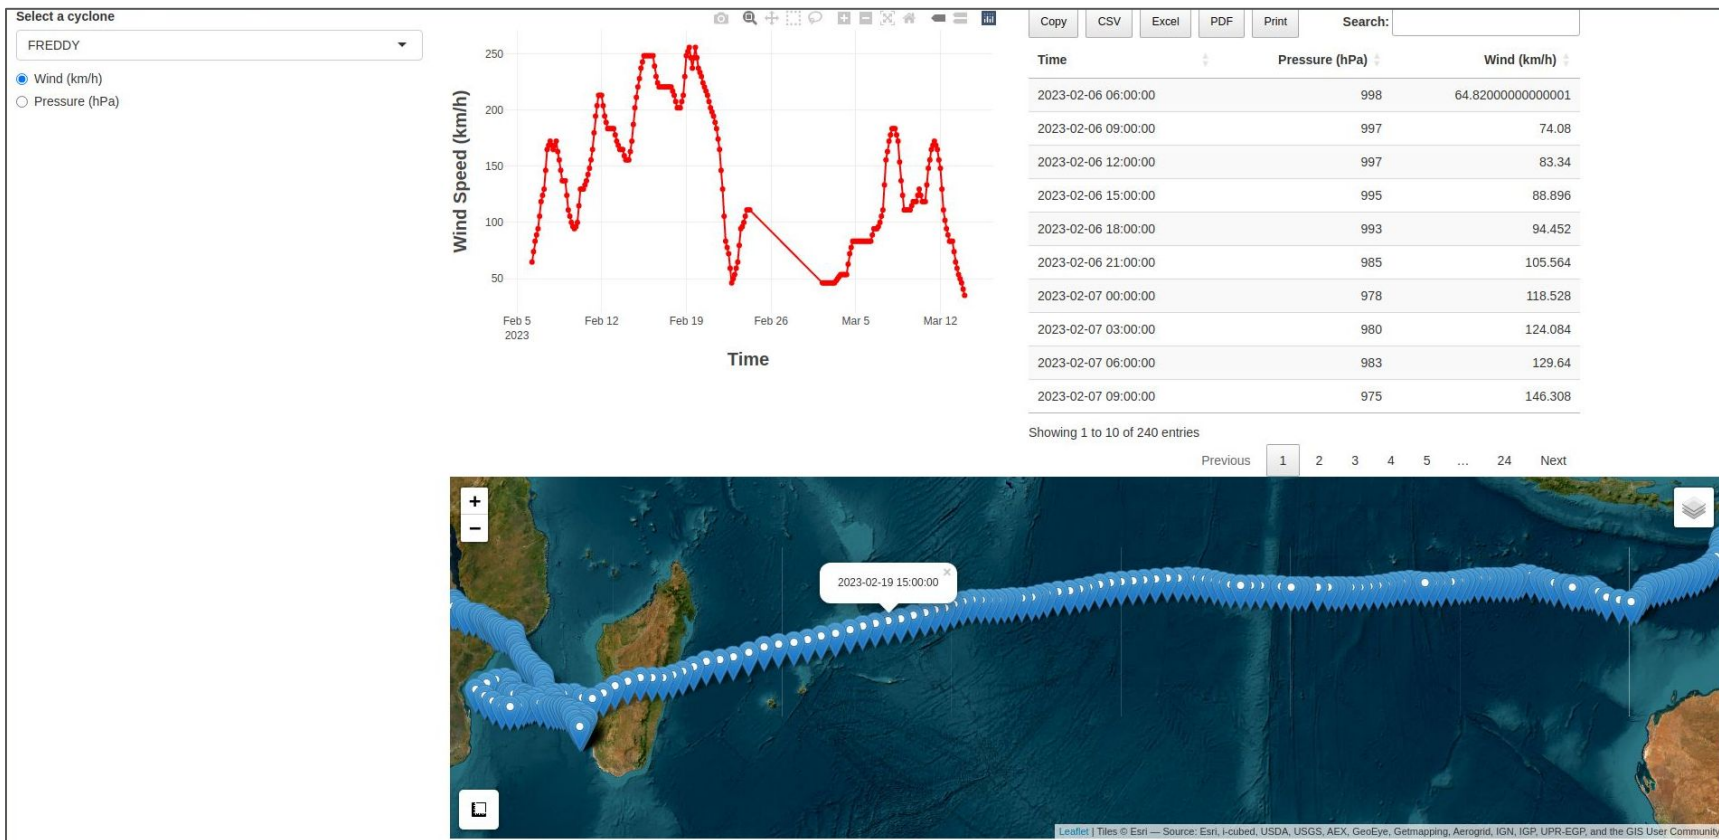 Select a cyclone
FREDDY
Wind (km/h)
Pressure (hPa)
Wind Speed (km/h)
250
200
150
100
50
Feb 5 Feb 12 Feb 19 Feb 26 Mar 5 Mar 12
2023
Time
Copy CSV Excel PDF Print Search:
Time Pressure (hPa) Wind (km/h)
2023-02-06 06:00:00 998 64.82000000000001
2023-02-06 09:00:00 997 74.08
2023-02-06 12:00:00 997 83.34
2023-02-06 15:00:00 995 88.896
2023-02-06 18:00:00 993 94.452
2023-02-06 21:00:00 985 105.564
2023-02-07 00:00:00 978 118.528
2023-02-07 03:00:00 980 124.084
2023-02-07 06:00:00 983 129.64
2023-02-07 09:00:00 975 146.308
Showing 1 to 10 of 240 entries
Previous 1 2 3 4 5 … 24 Next
+
−
2023-02-19 15:00:00 ×
Leaflet | Tiles © Esri — Source: Esri, i-cubed, USDA, USGS, AEX, GeoEye, Getmapping, Aerogrid, IGN, IGP, UPR-EGP, and the GIS User Community